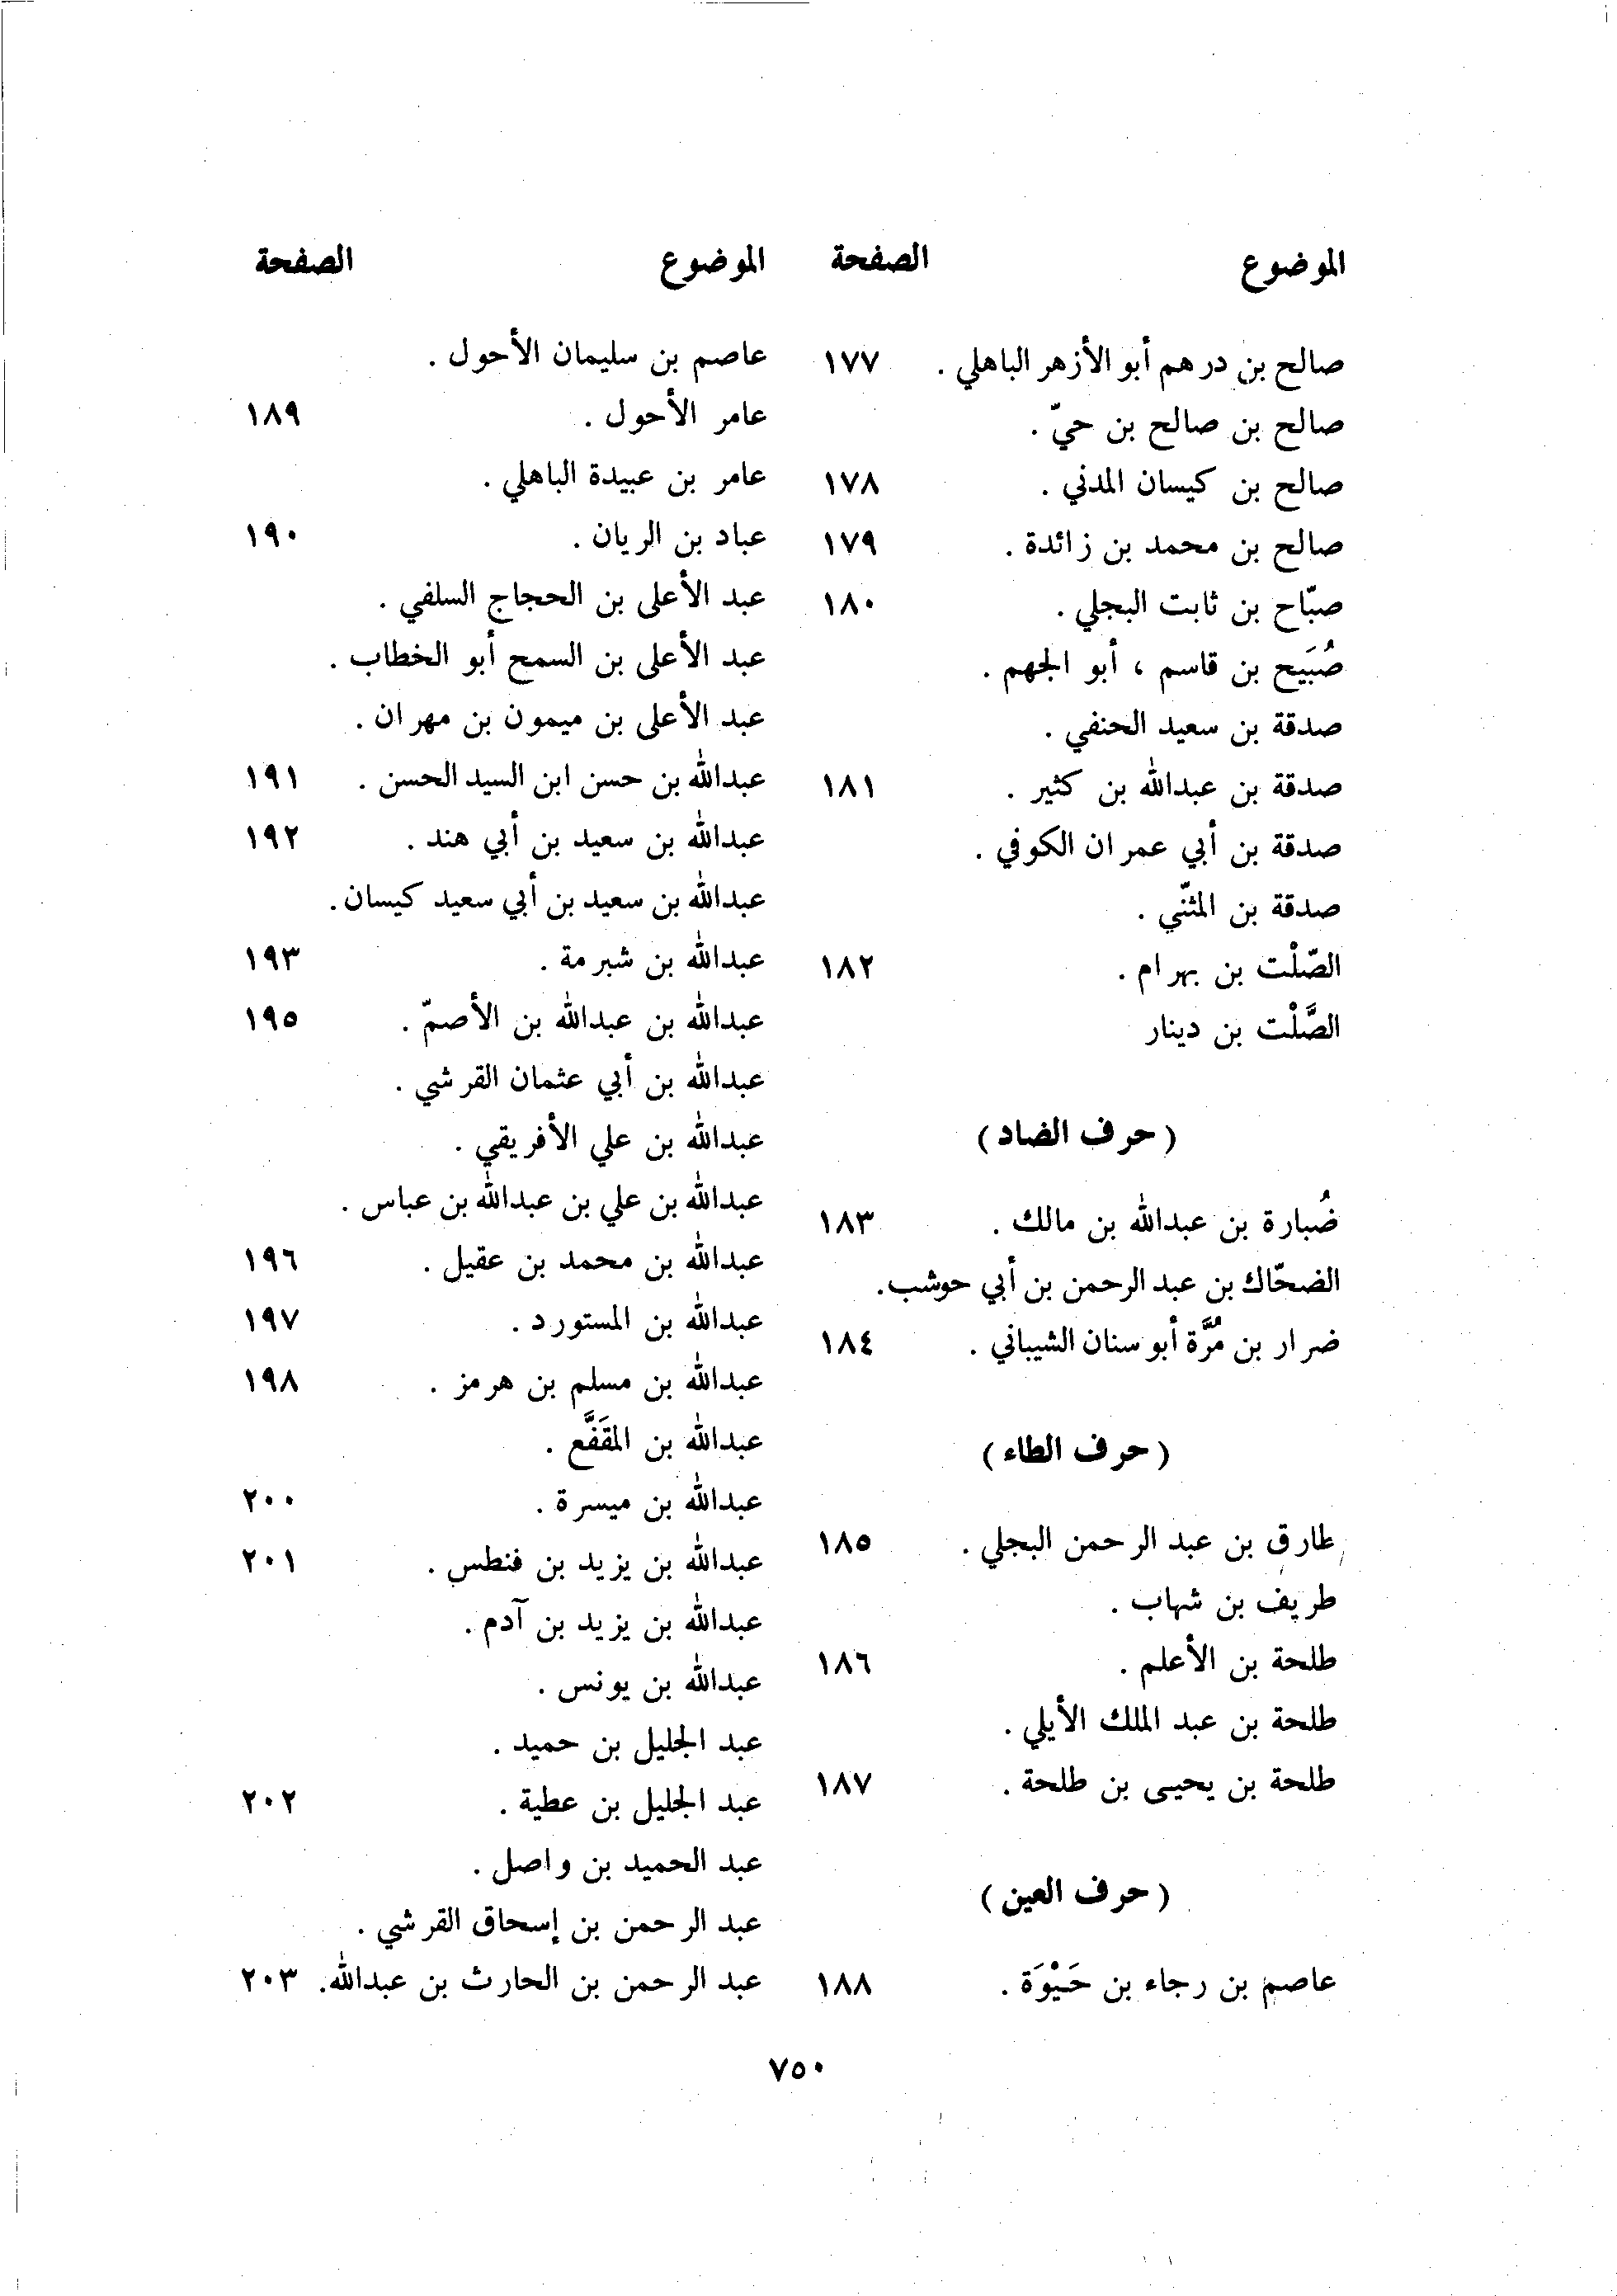 الموضوع الصفحة
صالح بن درهم أبو الأزهر الباهلي . ١٧٧
صالح بن صالح بن حيّ .
صالح بن كيسان المدني . ١٧٨
صالح بن محمد بن زائدة . ١٧٩
صبّاح بن ثابت البجلي . ١٨٠
صُبَيح بن قاسم ، أبو الجهم .
صدقة بن سعيد الحنفي .
صدقة بن عبدالله بن كثير . ١٨١
صدقة بن أبي عمران الكوفي .
صدقة بن المثنّي .
الصّلْت بن بهرام . ١٨٢
الصَّلْت بن دينار
( حرف الضاد )
ضُبارة بن عبدالله بن مالك . ١٨٣
الضحّاك بن عبد الرحمن بن أبي حوشب.
ضرار بن مُرَّة أبو سنان الشيباني . ١٨٤
( حرف الطاء )
طارق بن عبد الرحمن البجلي . ١٨٥
طريف بن شهاب .
طلحة بن الأعلم . ١٨٦
طلحة بن عبد الملك الأيلي .
طلحة بن يحيى بن طلحة . ١٨٧
( حرف العين )
عاصم بن رجاء بن حَيْوَة . ١٨٨
الموضوع الصفحة
عاصم بن سليمان الأحول .
عامر الأحول . ١٨٩
عامر بن عبيدة الباهلي .
عباد بن الريان . ١٩٠
عبد الأعلى بن الحجاج السلفي .
عبد الأعلى بن السمح أبو الخطاب .
عبد الأعلى بن ميمون بن مهران .
عبدالله بن حسن ابن السيد الحسن . ١٩١
عبدالله بن سعيد بن أبي هند . ١٩٢
عبدالله بن سعيد بن أبي سعيد كيسان.
عبدالله بن شبرمة . ١٩٣
عبدالله بن عبدالله بن الأصمّ . ١٩٥
عبدالله بن أبي عثمان القرشي .
عبدالله بن علي الأفريقي .
عبدالله بن علي بن عبدالله بن عباس .
عبدالله بن محمد بن عقيل . ١٩٦
عبدالله بن المستورد . ١٩٧
عبدالله بن مسلم بن هرمز . ١٩٨
عبدالله بن المقَفَّع .
عبدالله بن ميسرة . ٢٠٠
عبدالله بن يزيد بن فنطس . ٢٠١
عبدالله بن يزيد بن آدم .
عبدالله بن يونس .
عبد الجليل بن حميد .
عبد الجليل بن عطية . ٢٠٢
عبد الحميد بن واصل .
عبد الرحمن بن إسحاق القرشي .
عبد الرحمن بن الحارث بن عبدالله. ٢٠٣
٧٥٠